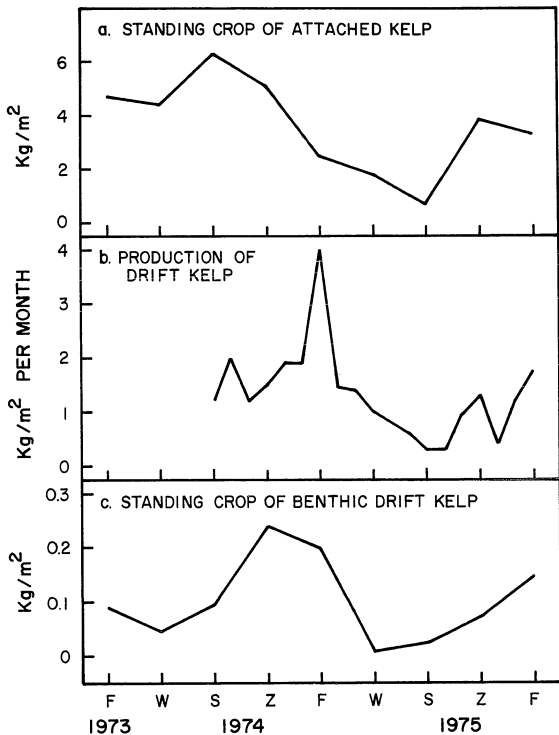 a. STANDING CROP OF ATTACHED KELP
Kg/m²
6
4
2
0
b. PRODUCTION OF
DRIFT KELP
Kg/m² PER MONTH
4
3
2
1
0
c. STANDING CROP OF BENTHIC DRIFT KELP
Kg/m²
0.3
0.2
0.1
0
F W S Z F W S Z F
1973 1974 1975